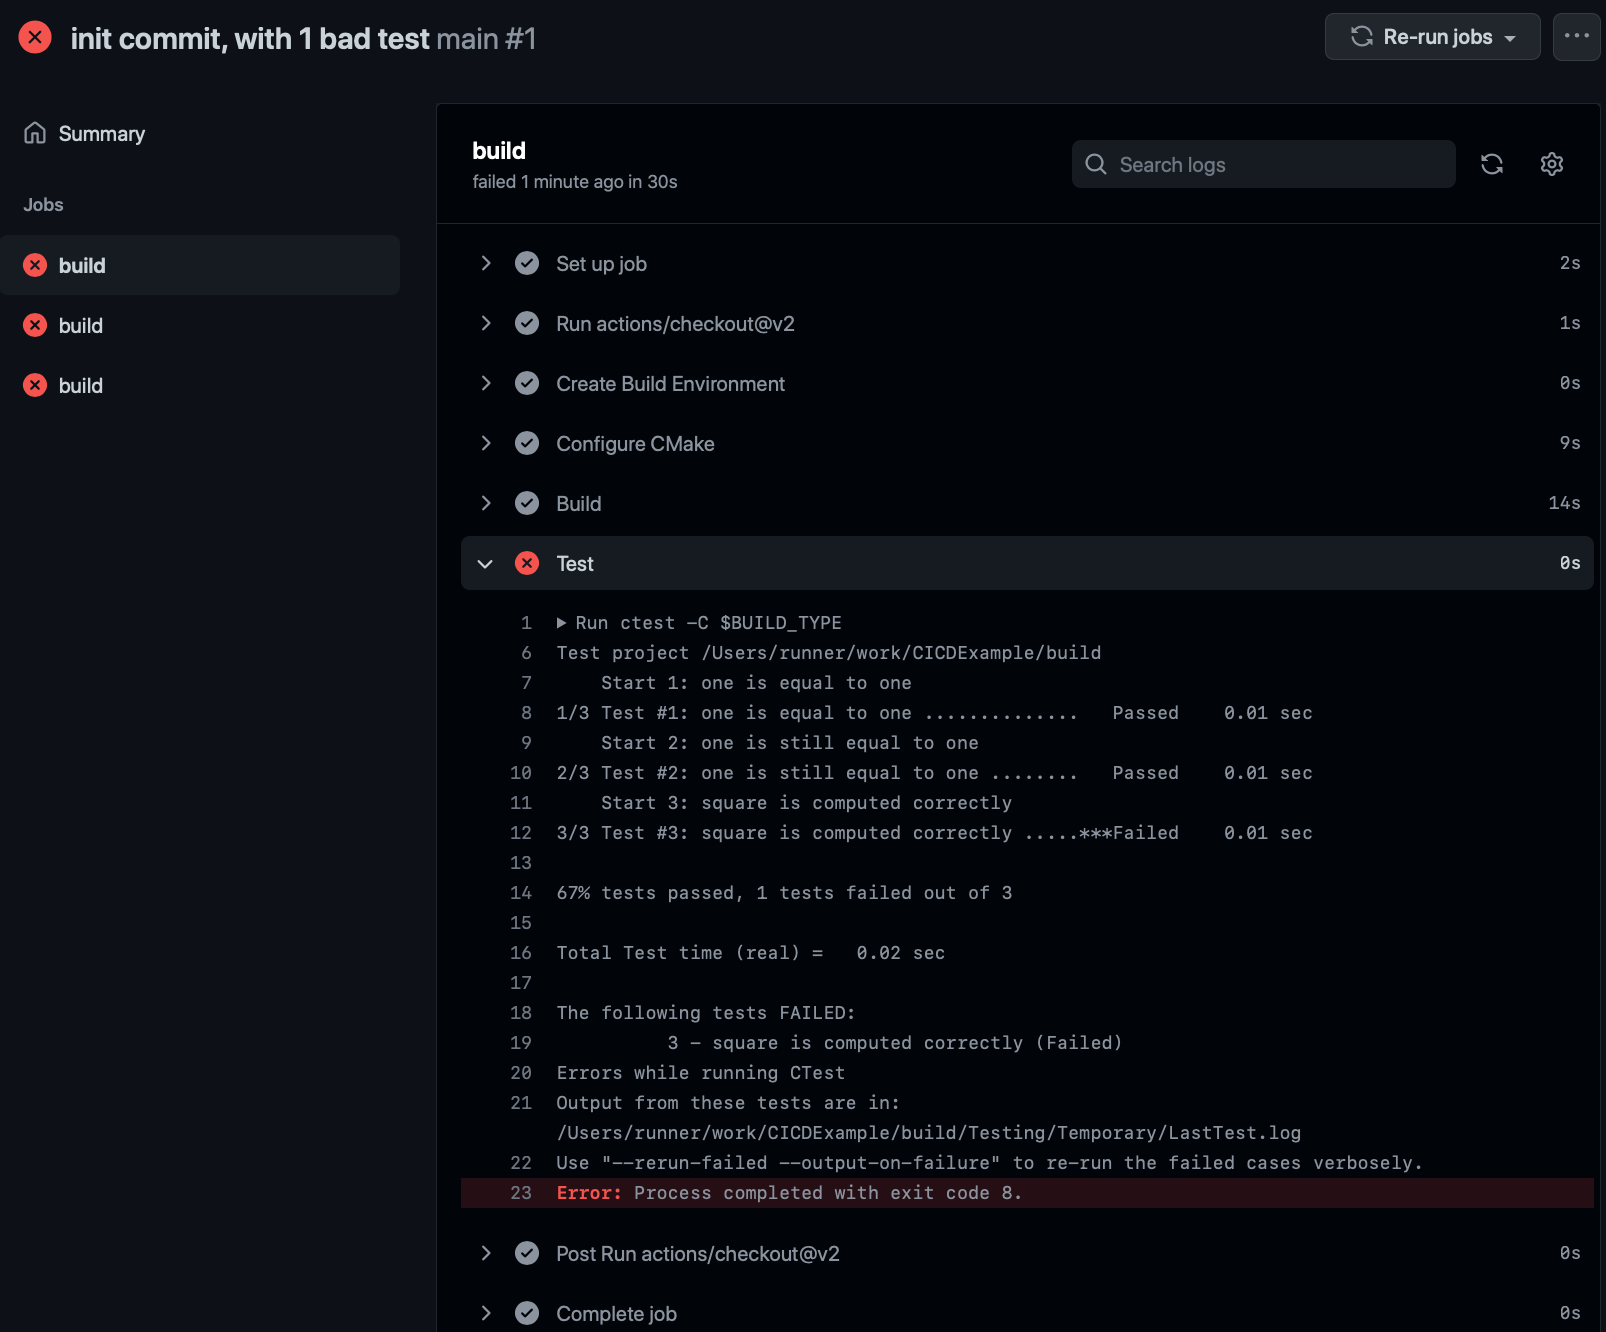 init commit, with 1 bad test main #1
Re-run jobs
Summary
Jobs
build
build
build
build
failed 1 minute ago in 30s
Search logs
Set up job 2s
Run actions/checkout@v2 1s
Create Build Environment 0s
Configure CMake 9s
Build 14s
Test 0s
1 Run ctest -C $BUILD_TYPE
6 Test project /Users/runner/work/CICDExample/build
7 Start 1: one is equal to one
8 1/3 Test #1: one is equal to one .............. Passed 0.01 sec
9 Start 2: one is still equal to one
10 2/3 Test #2: one is still equal to one ........ Passed 0.01 sec
11 Start 3: square is computed correctly
12 3/3 Test #3: square is computed correctly .....***Failed 0.01 sec
13
14 67% tests passed, 1 tests failed out of 3
15
16 Total Test time (real) = 0.02 sec
17
18 The following tests FAILED:
19 3 - square is computed correctly (Failed)
20 Errors while running CTest
21 Output from these tests are in:
/Users/runner/work/CICDExample/build/Testing/Temporary/LastTest.log
22 Use "--rerun-failed --output-on-failure" to re-run the failed cases verbosely.
23 Error: Process completed with exit code 8.
Post Run actions/checkout@v2 0s
Complete job 0s